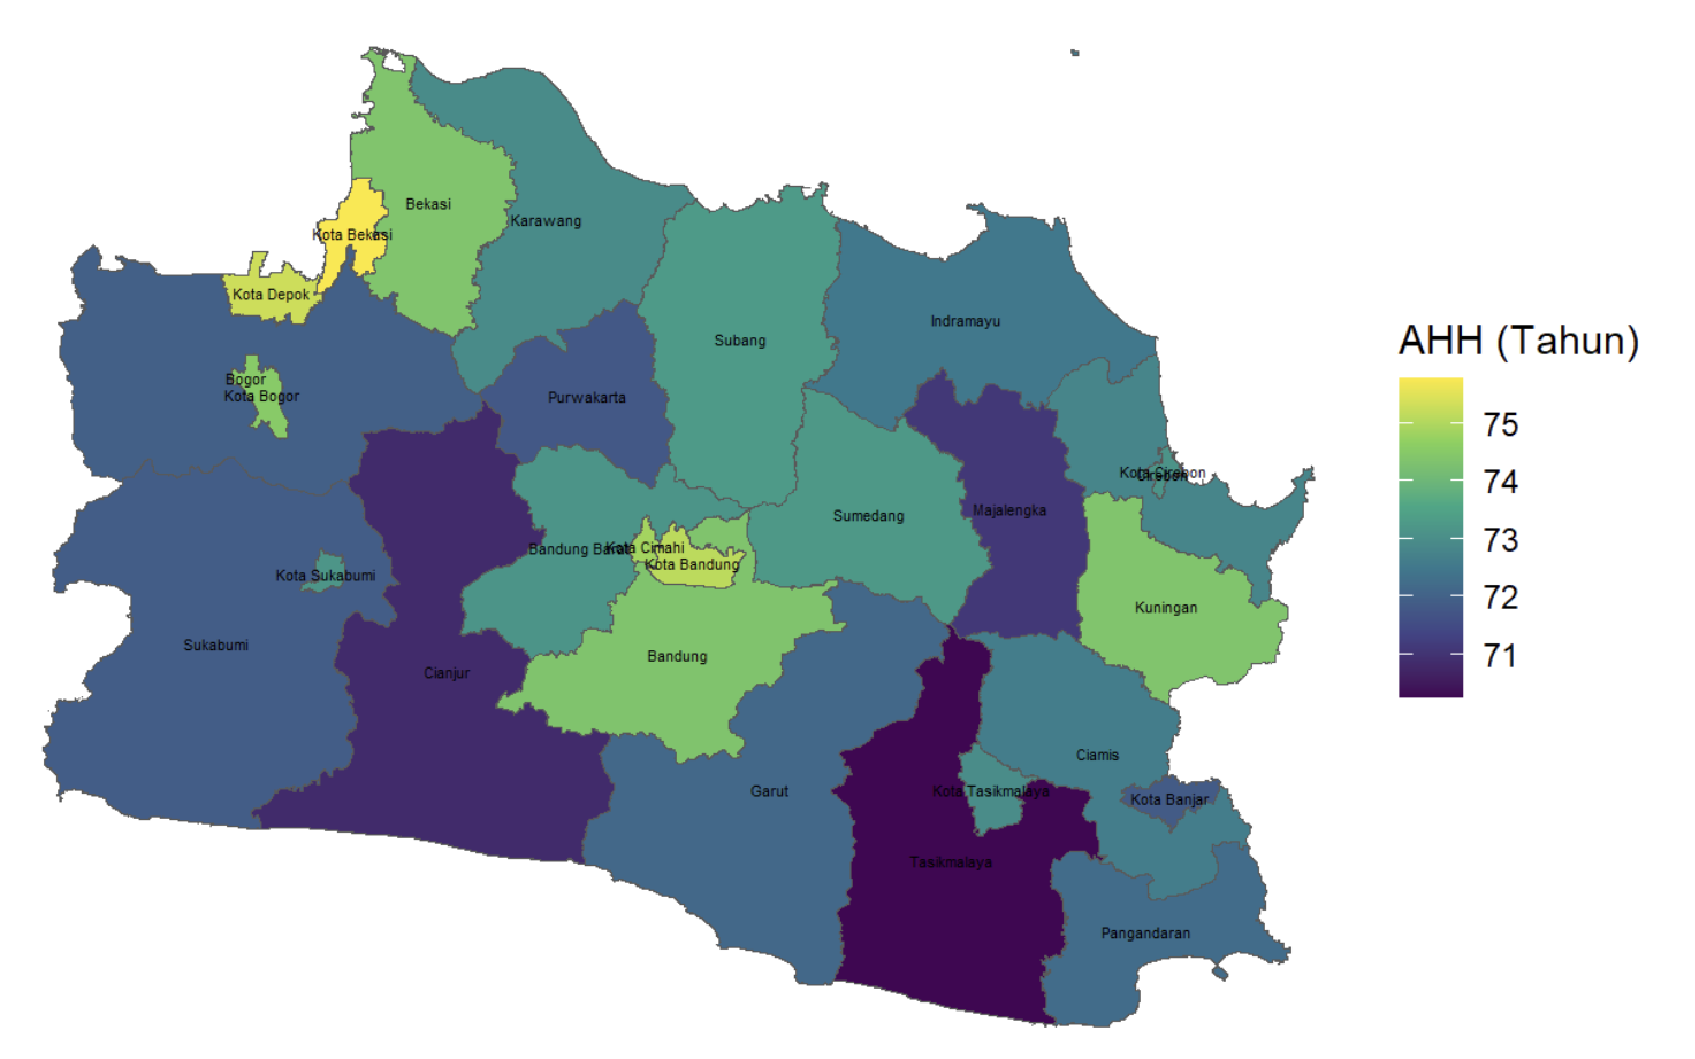 Bekasi
Karawang
Kota Bekasi
Kota Depok
Indramayu
Subang
AHH (Tahun)
Bogor
Kota Bogor
Purwakarta
75
74
73
72
71
Kota Cirebon
Cirebon
Majalengka
Sumedang
Bandung Barat
Kota Cimahi
Kota Bandung
Kota Sukabumi
Kuningan
Sukabumi
Bandung
Cianjur
Ciamis
Garut
Kota Tasikmalaya
Kota Banjar
Tasikmalaya
Pangandaran